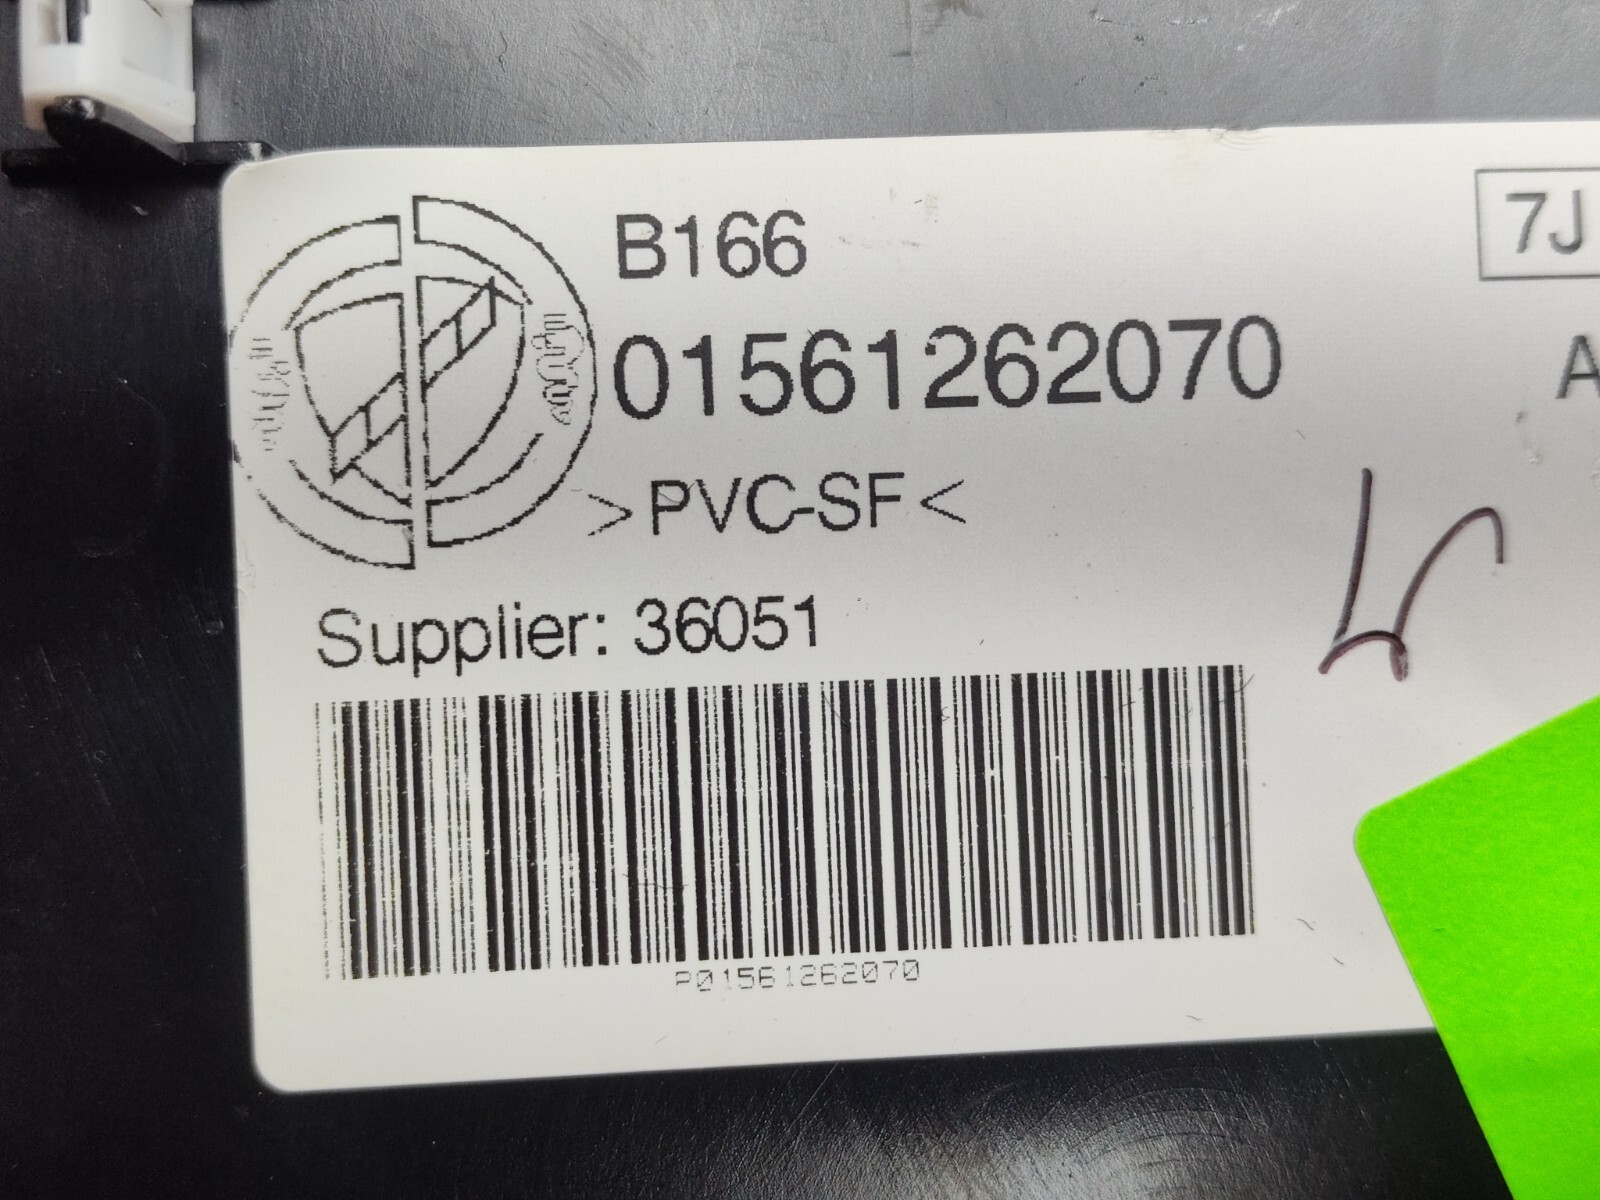 B166
7J
01561262070
A
>PVC-SF<
Supplier: 36051
P01561262070